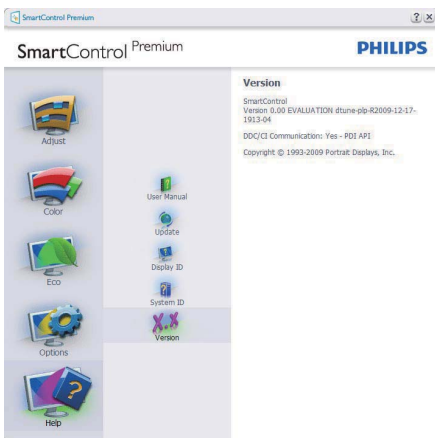 SmartControl Premium
? x
SmartControl Premium
PHILIPS
Adjust
Color
Eco
Options
Help
User Manual
Update
Display ID
System ID
X.X
Version
Version
SmartControl
Version 0.00 EVALUATION dtune-plp-R2009-12-17-
1913-04
DDC/CI Communication: Yes - PDI API
Copyright © 1993-2009 Portrait Displays, Inc.